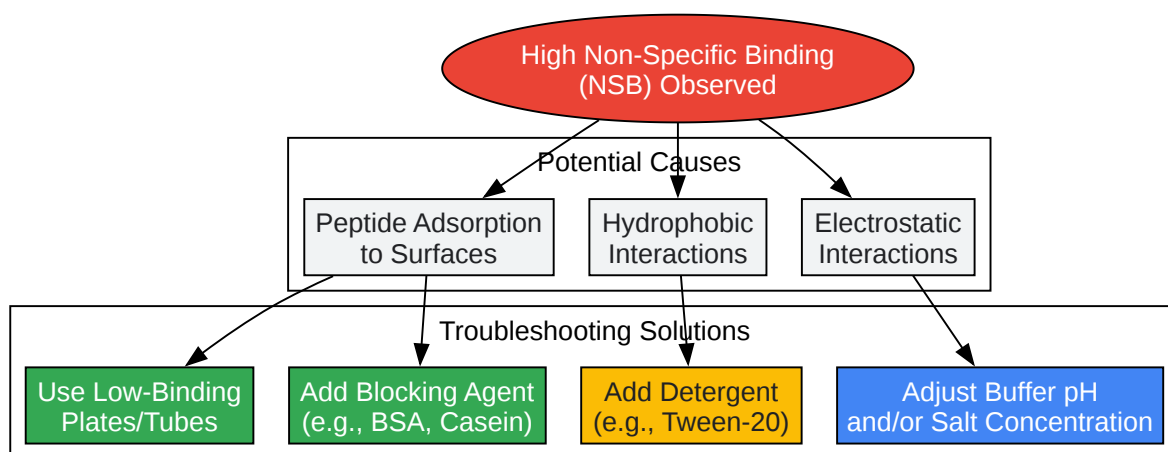 High Non-Specific Binding
(NSB) Observed
Potential Causes
Peptide Adsorption
to Surfaces
Hydrophobic
Interactions
Electrostatic
Interactions
Troubleshooting Solutions
Use Low-Binding
Plates/Tubes
Add Blocking Agent
(e.g., BSA, Casein)
Add Detergent
(e.g., Tween-20)
Adjust Buffer pH
and/or Salt Concentration